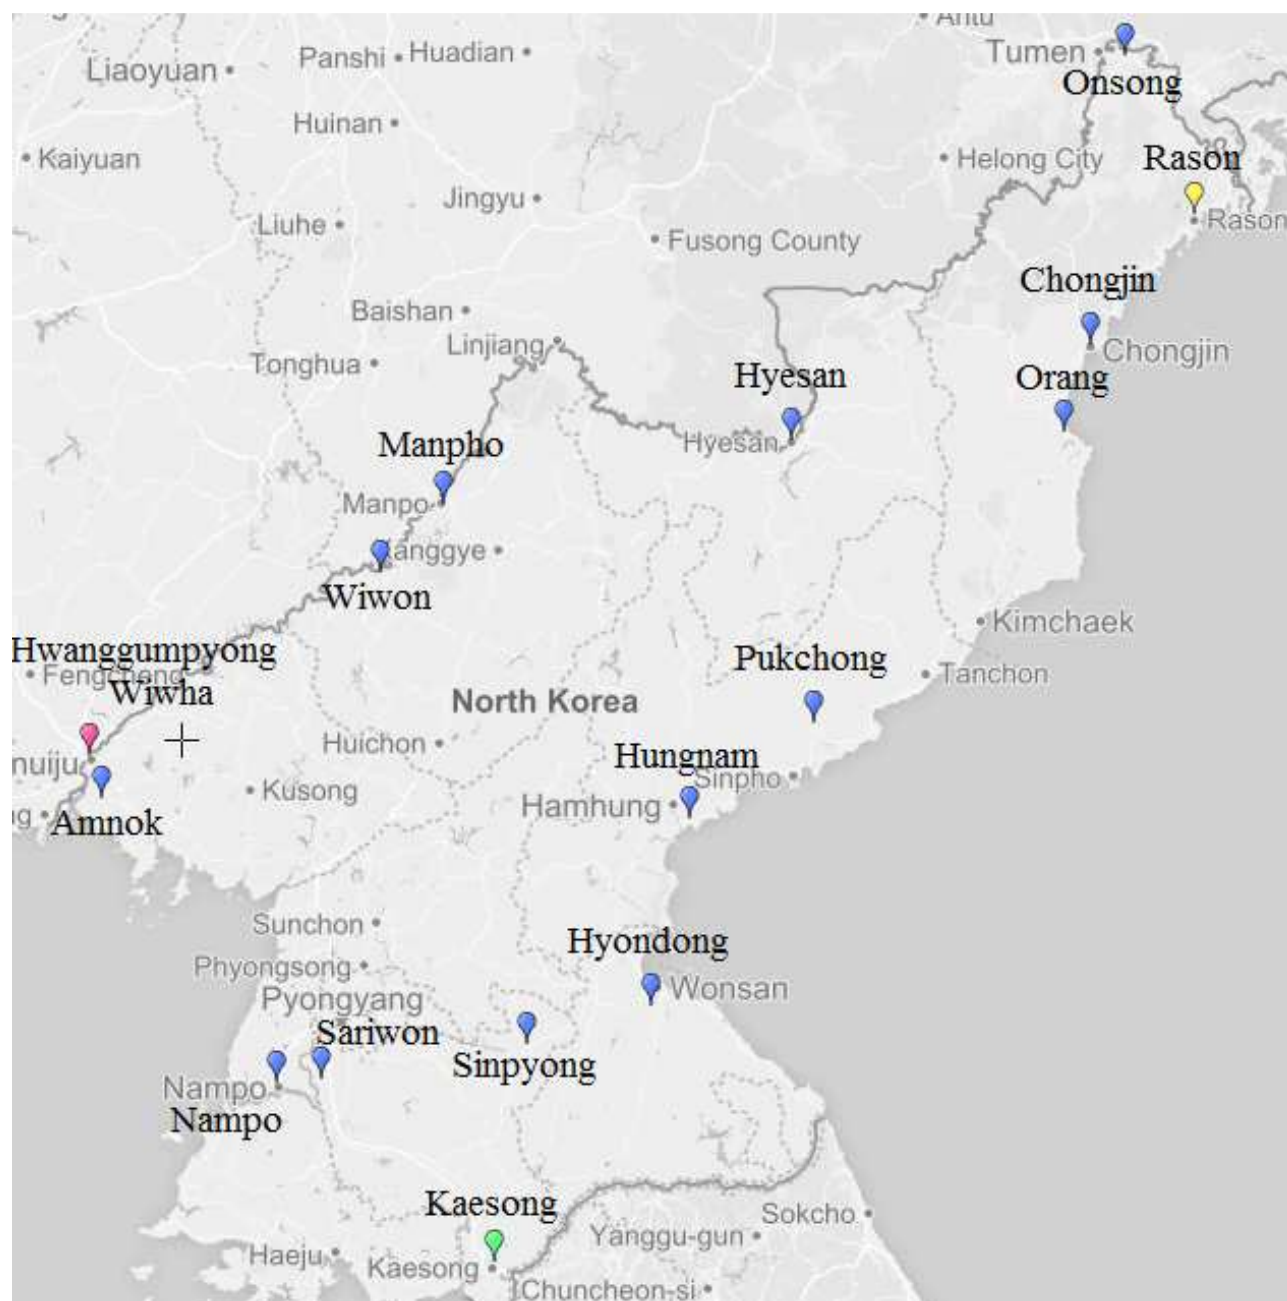 Antu
Panshi
Huadian
Tumen
Liaoyuan
Onsong
Huinan
Kaiyuan
Helong City
Rason
Jingyu
Liuhe
Rason
Fusong County
Chongjin
Baishan
Linjiang
Chongjin
Tonghua
Hyesan
Orang
Manpho
Hyesan
Manpo
anggye
Wiwon
Kimchaek
Hwanggumpyong
Fengcheng
Pukchong
Tanchon
Wiwha
North Korea
Huichon
nuiju
Hungnam
Sinpho
Kusong
Hamhung
Amnok
Sunchon
Hyondong
Phyongsong
Wonsan
Pyongyang
Sariwon
Sinpyong
Nampo
Nampo
Kaesong
Sokcho
Yanggu-gun
Haeju
Kaesong
Chuncheon-si